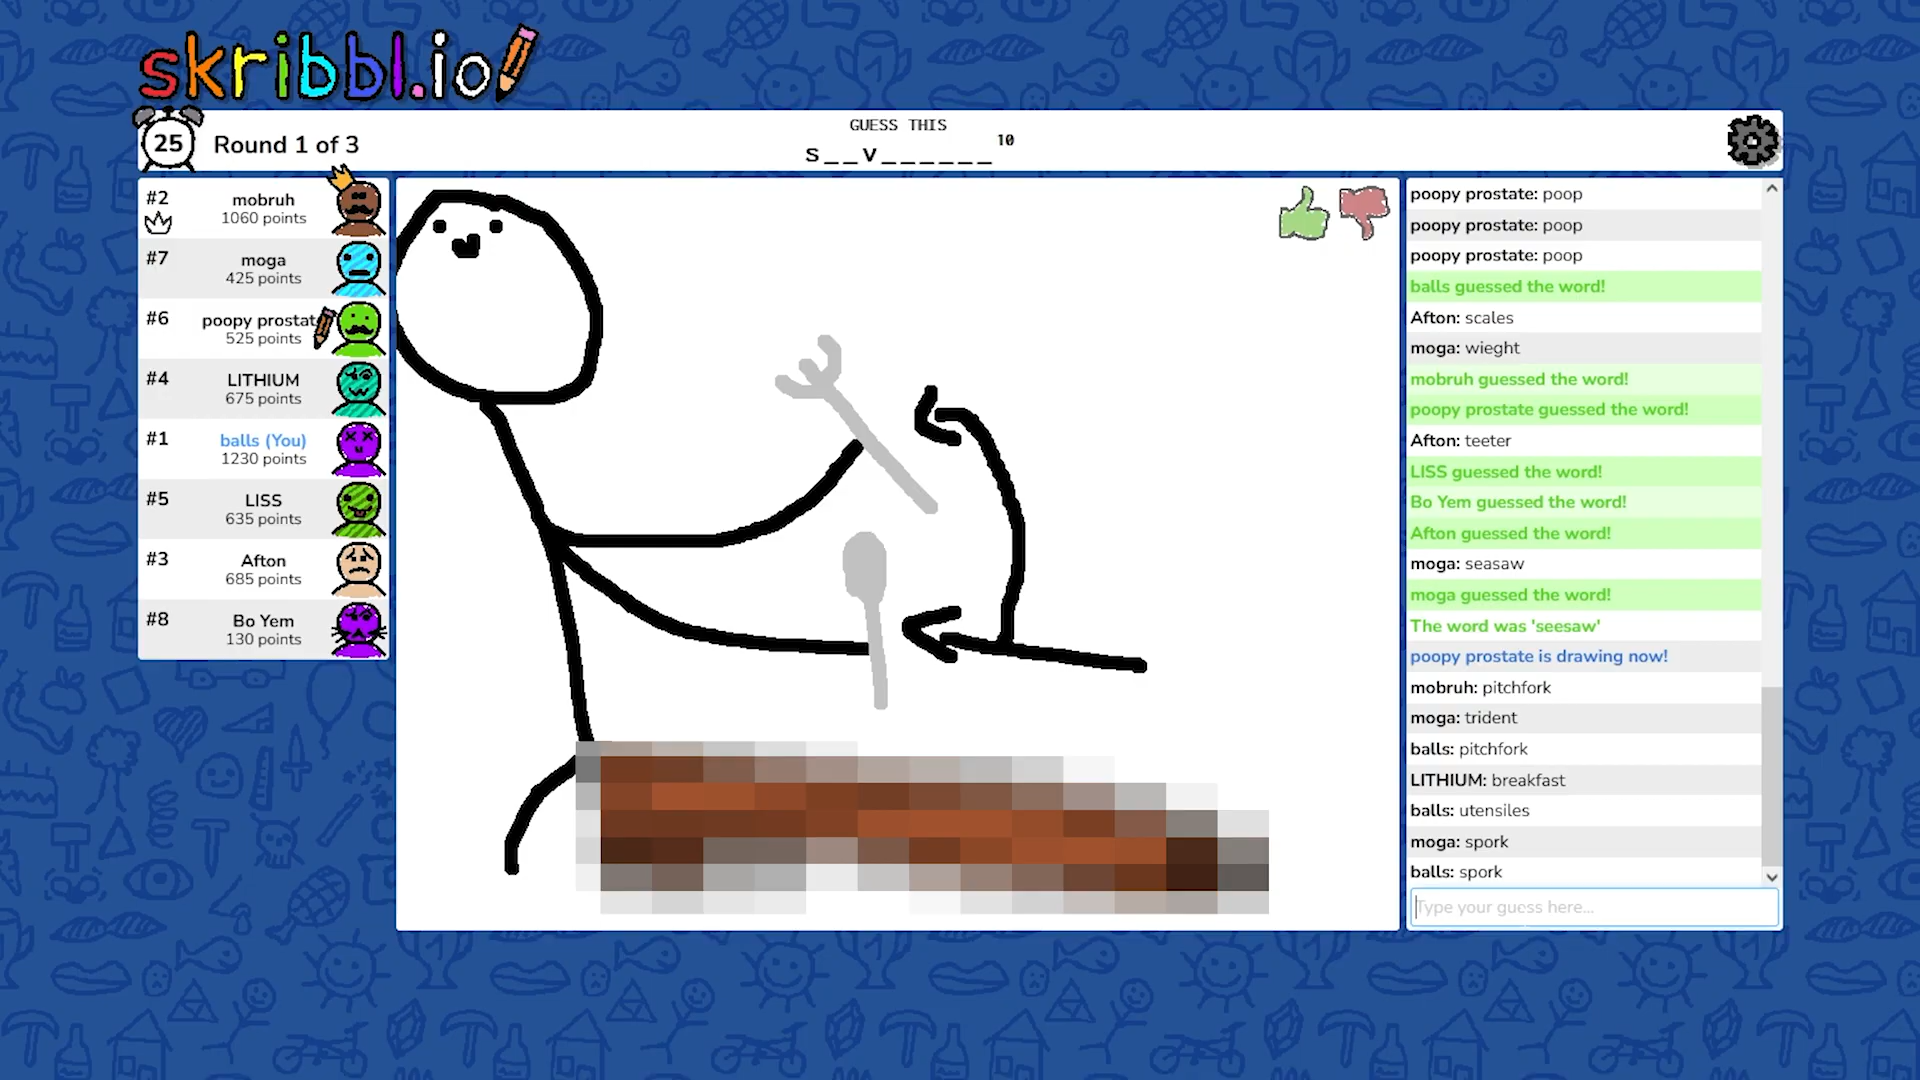 skribbl.io
25
Round 1 of 3
GUESS THIS
S__V______ 10
#2
mobruh
1060 points
#7
moga
425 points
#6
poopy prostat
525 points
#4
LITHIUM
675 points
#1
balls (You)
1230 points
#5
LISS
635 points
#3
Afton
685 points
#8
Bo Yem
130 points
poopy prostate: poop
poopy prostate: poop
poopy prostate: poop
balls guessed the word!
Afton: scales
moga: wieght
mobruh guessed the word!
poopy prostate guessed the word!
Afton: teeter
LISS guessed the word!
Bo Yem guessed the word!
Afton guessed the word!
moga: seasaw
moga guessed the word!
The word was 'seesaw'
poopy prostate is drawing now!
mobruh: pitchfork
moga: trident
balls: pitchfork
LITHIUM: breakfast
balls: utensiles
moga: spork
balls: spork
Type your guess here...